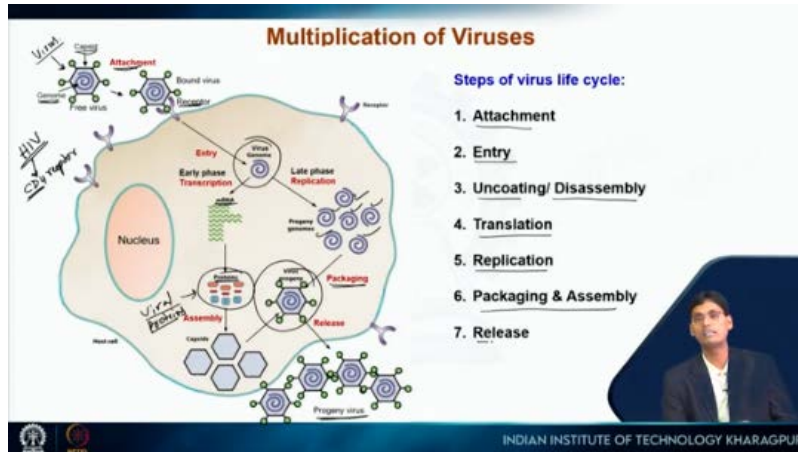 Multiplication of Viruses
Viral
Capsid
Attachment
Genome
Free virus
Bound virus
Receptor
Receptor
HIV
CD4 receptor
Entry
Virus
Genome
Early phase
Transcription
Late phase
Replication
mRNA
Progeny
genomes
Nucleus
Proteins
Virus
progeny
Packaging
Viral
Proteins
Assembly
Release
Capsids
Host cell
Progeny virus
Steps of virus life cycle:
1. Attachment
2. Entry
3. Uncoating/ Disassembly
4. Translation
5. Replication
6. Packaging & Assembly
7. Release
INDIAN INSTITUTE OF TECHNOLOGY KHARAGPUR